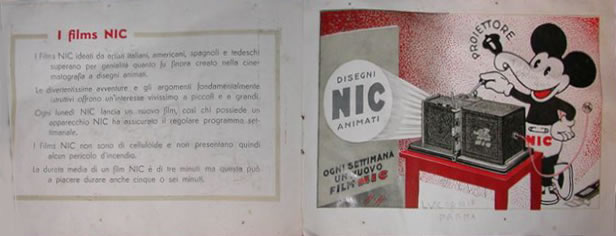 I films NIC
I Films NIC ideati da artisti italiani, americani, spagnoli e tedeschi
superano per genialità quanto fu finora creato nella cine-
matografia a disegni animati.
Le divertentissime avventure e gli argomenti fondamentalmente
umoristici offrono un'interesse vivissimo a piccoli e a grandi.
Ogni lunedì NIC lancia un nuovo film, così chi possiede un
apparecchio NIC ha assicurato il regolare programma set-
timanale.
I films NIC non sono di celluloide e non presentano quindi
alcun pericolo d'incendio.
La durata media di un film NIC è di tre minuti ma questa può
a piacere durare anche cinque o sei minuti.
PROIETTORE
DISEGNI
NIC
ANIMATI
NIC
OGNI SETTIMANA
UN NUOVO
FILM NIC
PARMA